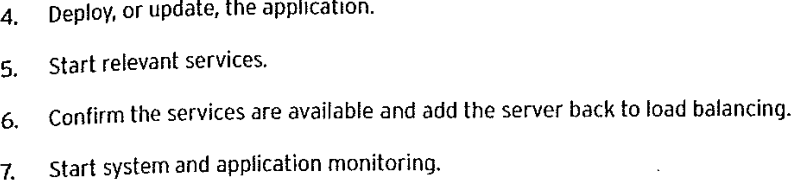 4. Deploy, or update, the application.
5. Start relevant services.
6. Confirm the services are available and add the server back to load balancing.
7. Start system and application monitoring.